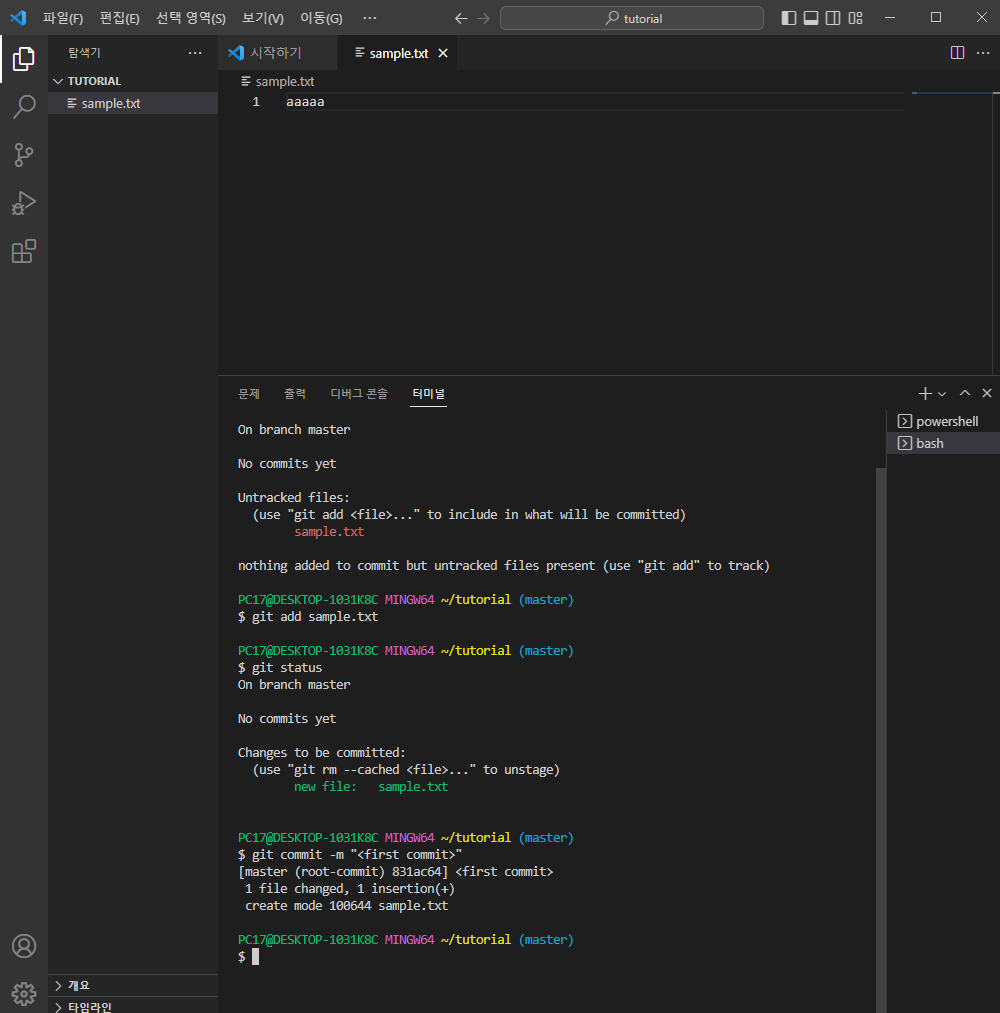 파일(F) 편집(E) 선택 영역(S) 보기(V) 이동(G) ··· tutorial
탐색기 ···
TUTORIAL
sample.txt
시작하기 sample.txt
sample.txt
1 aaaaa
문제 출력 디버그 콘솔 터미널
powershell
bash
On branch master
No commits yet
Untracked files:
(use "git add <file>..." to include in what will be committed)
sample.txt
nothing added to commit but untracked files present (use "git add" to track)
PC17@DESKTOP-1031K8C MINGW64 ~/tutorial (master)
$ git add sample.txt
PC17@DESKTOP-1031K8C MINGW64 ~/tutorial (master)
$ git status
On branch master
No commits yet
Changes to be committed:
(use "git rm --cached <file>..." to unstage)
new file: sample.txt
PC17@DESKTOP-1031K8C MINGW64 ~/tutorial (master)
$ git commit -m "<first commit>"
[master (root-commit) 831ac64] <first commit>
1 file changed, 1 insertion(+)
create mode 100644 sample.txt
PC17@DESKTOP-1031K8C MINGW64 ~/tutorial (master)
$
개요
타임라인